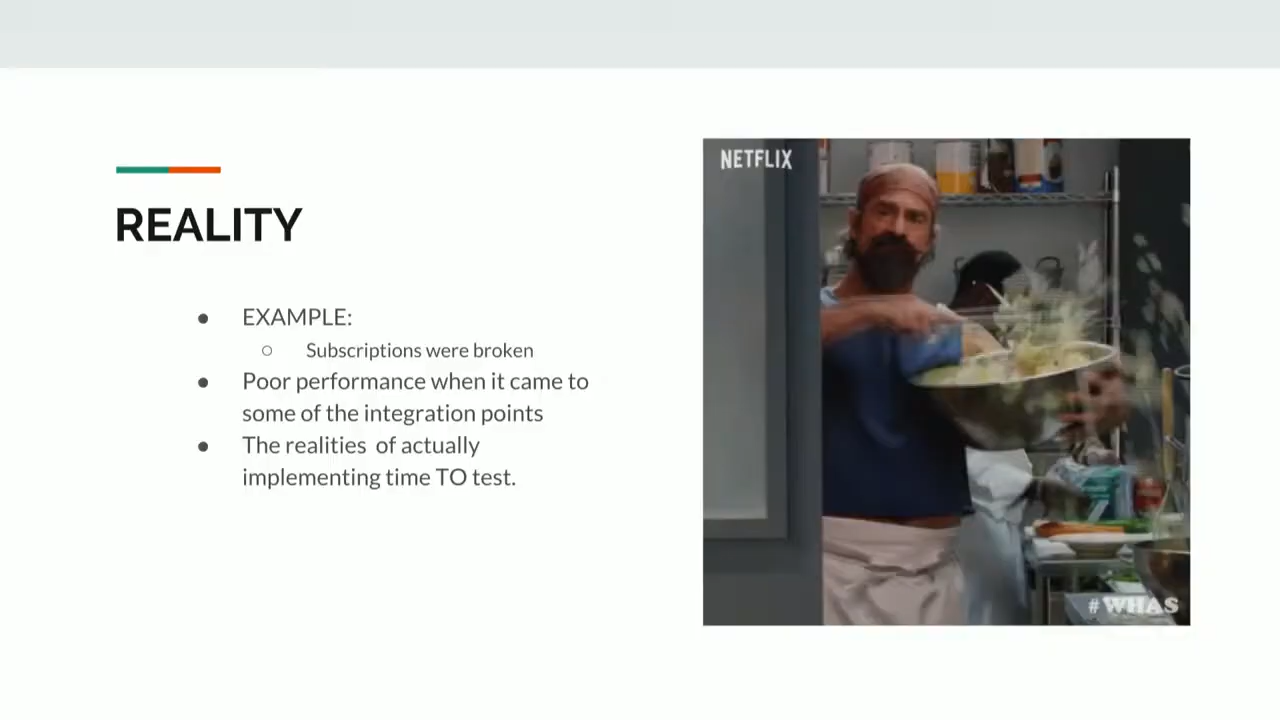 REALITY
● EXAMPLE:
○ Subscriptions were broken
● Poor performance when it came to
some of the integration points
● The realities of actually
implementing time TO test.
NETFLIX
#WHAS